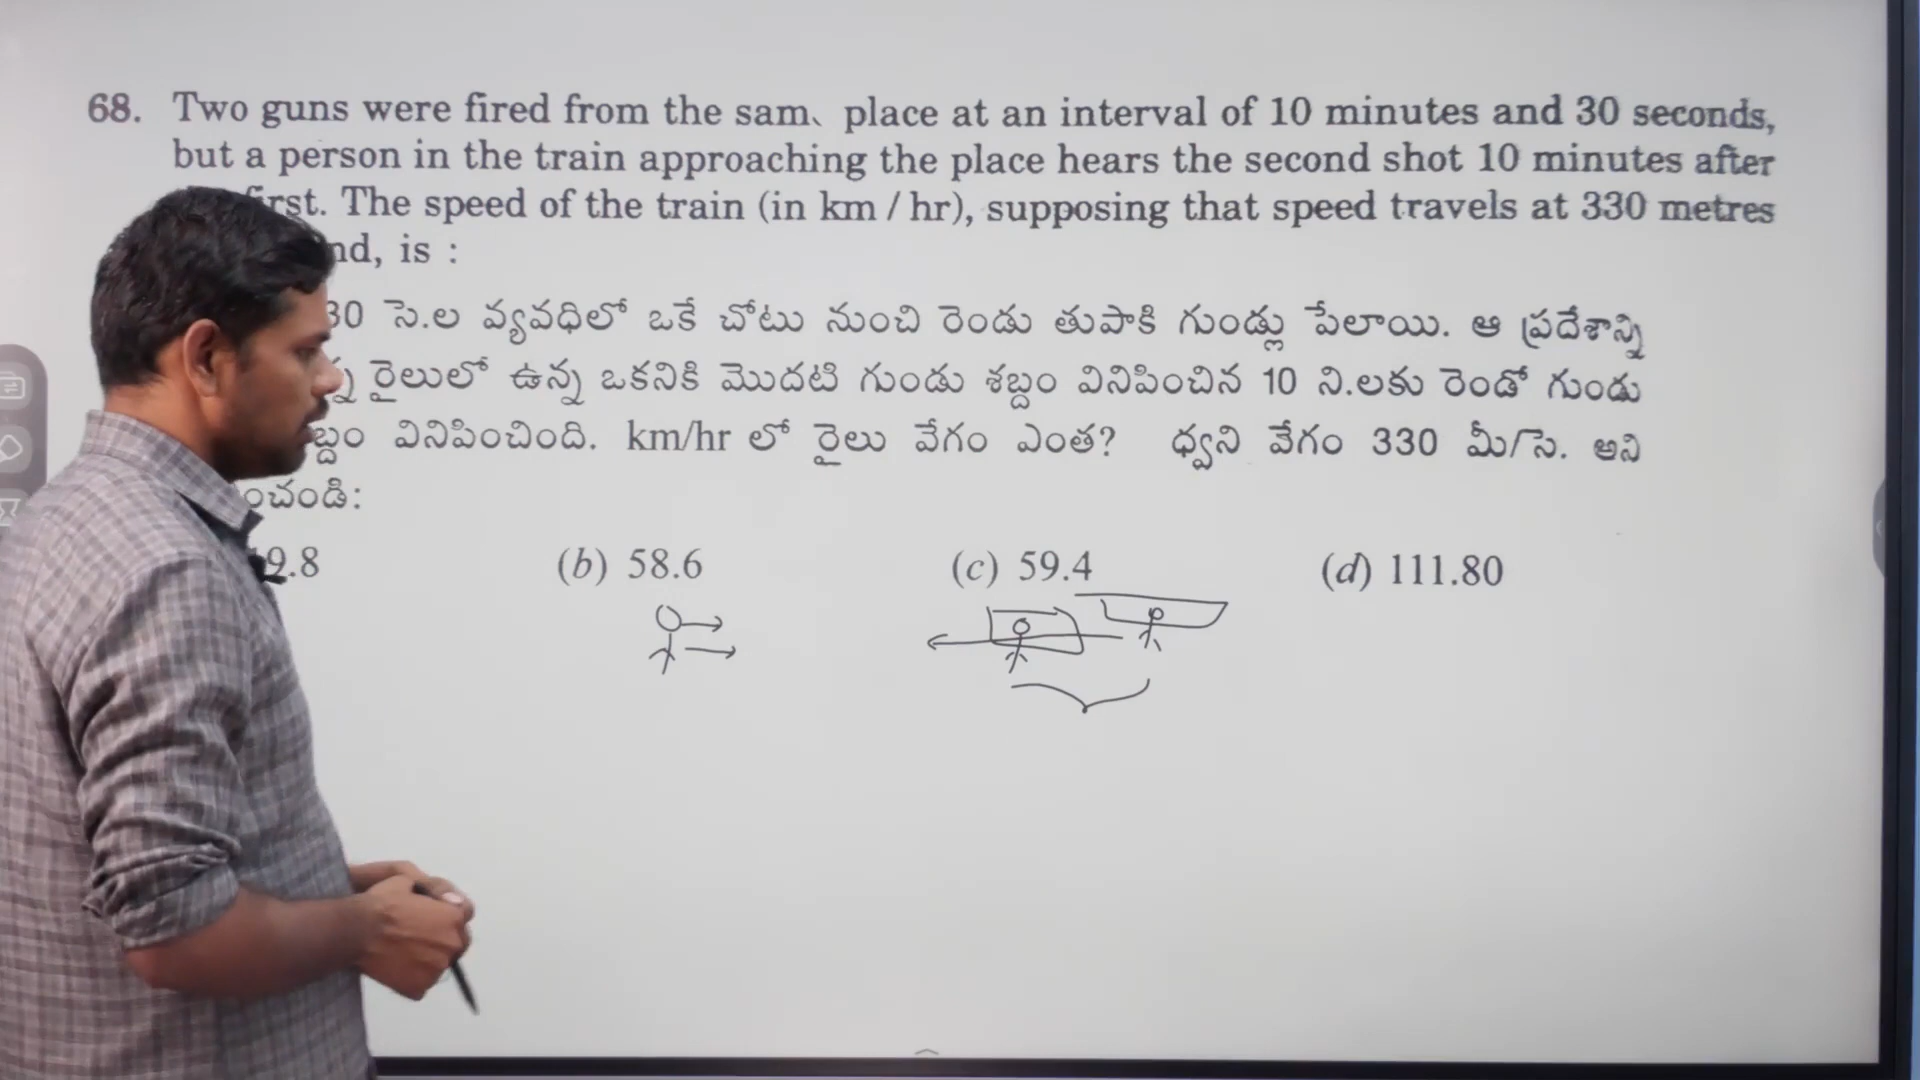 68. Two guns were fired from the sam、 place at an interval of 10 minutes and 30 seconds,
but a person in the train approaching the place hears the second shot 10 minutes after
first. The speed of the train (in km / hr), supposing that speed travels at 330 metres
nd, is :
30 సె.ల వ్యవధిలో ఒకే చోటు నుంచి రెండు తుపాకి గుండ్లు పేలాయి. ఆ ప్రదేశాన్ని
రైలులో ఉన్న ఒకనికి మొదటి గుండు శబ్దం వినిపించిన 10 ని.లకు రెండో గుండు
బ్దం వినిపించింది. km/hr లో రైలు వేగం ఎంత? ధ్వని వేగం 330 మీ/సె. అని
ంచండి:
9.8 (b) 58.6 (c) 59.4 (d) 111.80